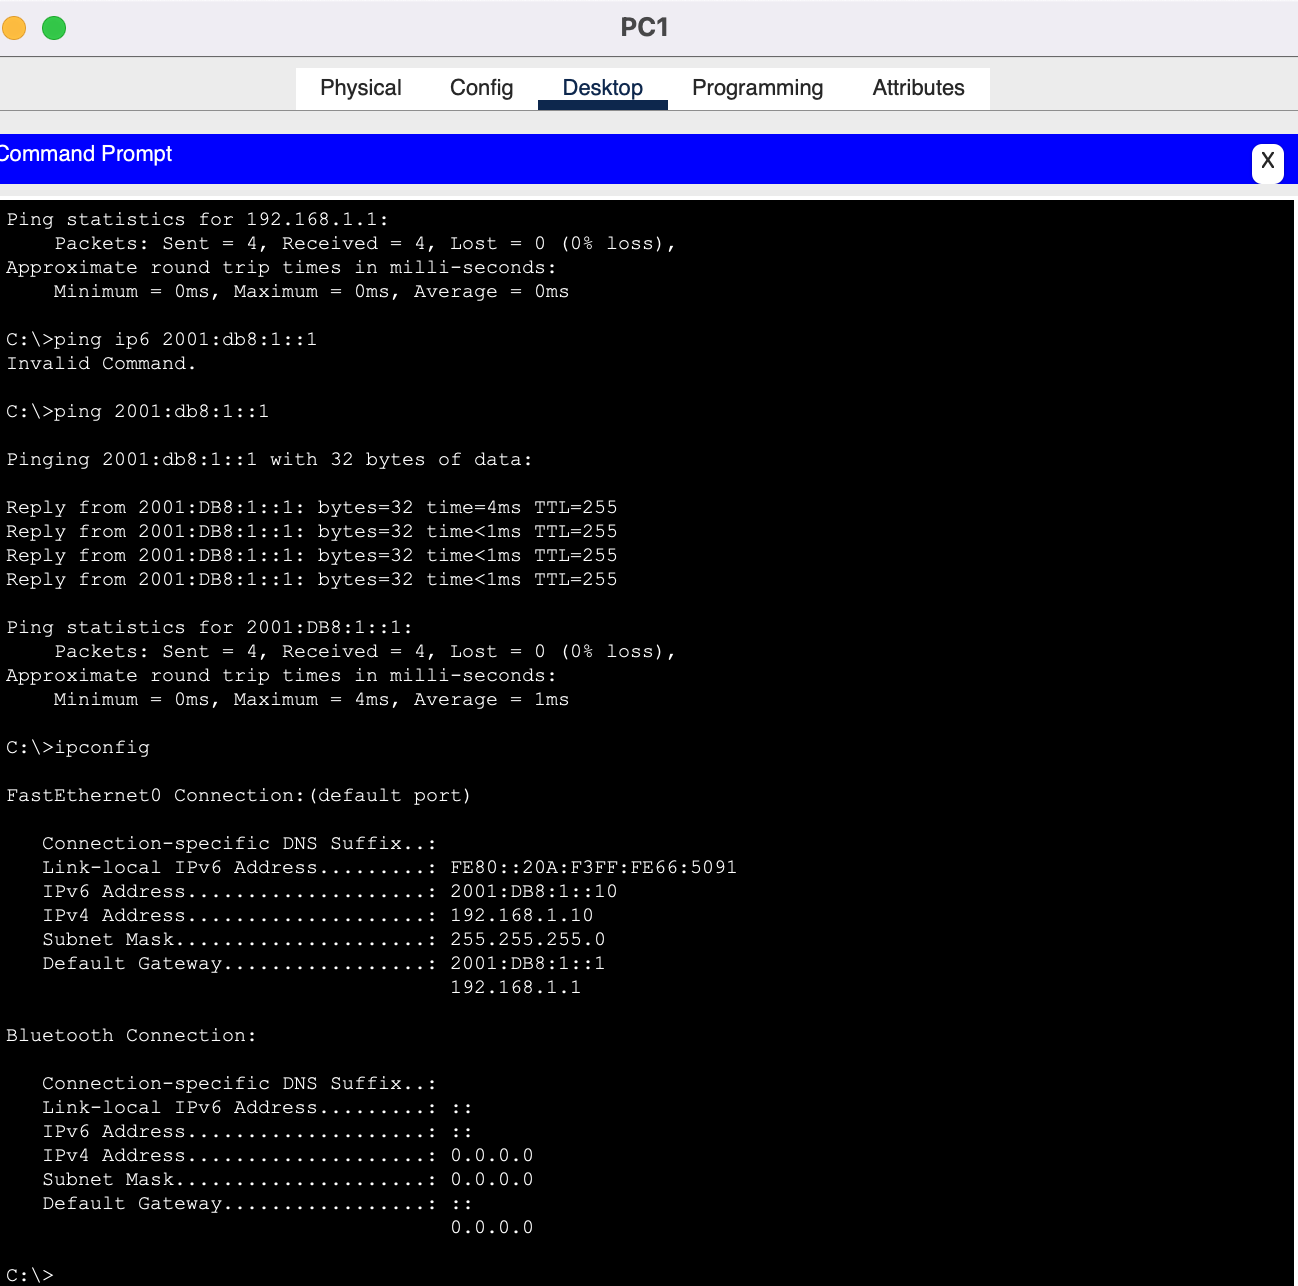 PC1
Physical Config Desktop Programming Attributes
Command Prompt
X
Ping statistics for 192.168.1.1:
    Packets: Sent = 4, Received = 4, Lost = 0 (0% loss),
Approximate round trip times in milli-seconds:
    Minimum = 0ms, Maximum = 0ms, Average = 0ms
C:\>ping ip6 2001:db8:1::1
Invalid Command.
C:\>ping 2001:db8:1::1
Pinging 2001:db8:1::1 with 32 bytes of data:
Reply from 2001:DB8:1::1: bytes=32 time=4ms TTL=255
Reply from 2001:DB8:1::1: bytes=32 time<1ms TTL=255
Reply from 2001:DB8:1::1: bytes=32 time<1ms TTL=255
Reply from 2001:DB8:1::1: bytes=32 time<1ms TTL=255
Ping statistics for 2001:DB8:1::1:
    Packets: Sent = 4, Received = 4, Lost = 0 (0% loss),
Approximate round trip times in milli-seconds:
    Minimum = 0ms, Maximum = 4ms, Average = 1ms
C:\>ipconfig
FastEthernet0 Connection:(default port)
   Connection-specific DNS Suffix..:
   Link-local IPv6 Address.........: FE80::20A:F3FF:FE66:5091
   IPv6 Address....................: 2001:DB8:1::10
   IPv4 Address....................: 192.168.1.10
   Subnet Mask.....................: 255.255.255.0
   Default Gateway.................: 2001:DB8:1::1
                                     192.168.1.1
Bluetooth Connection:
   Connection-specific DNS Suffix..:
   Link-local IPv6 Address.........: ::
   IPv6 Address....................: ::
   IPv4 Address....................: 0.0.0.0
   Subnet Mask.....................: 0.0.0.0
   Default Gateway.................: ::
                                     0.0.0.0
C:\>